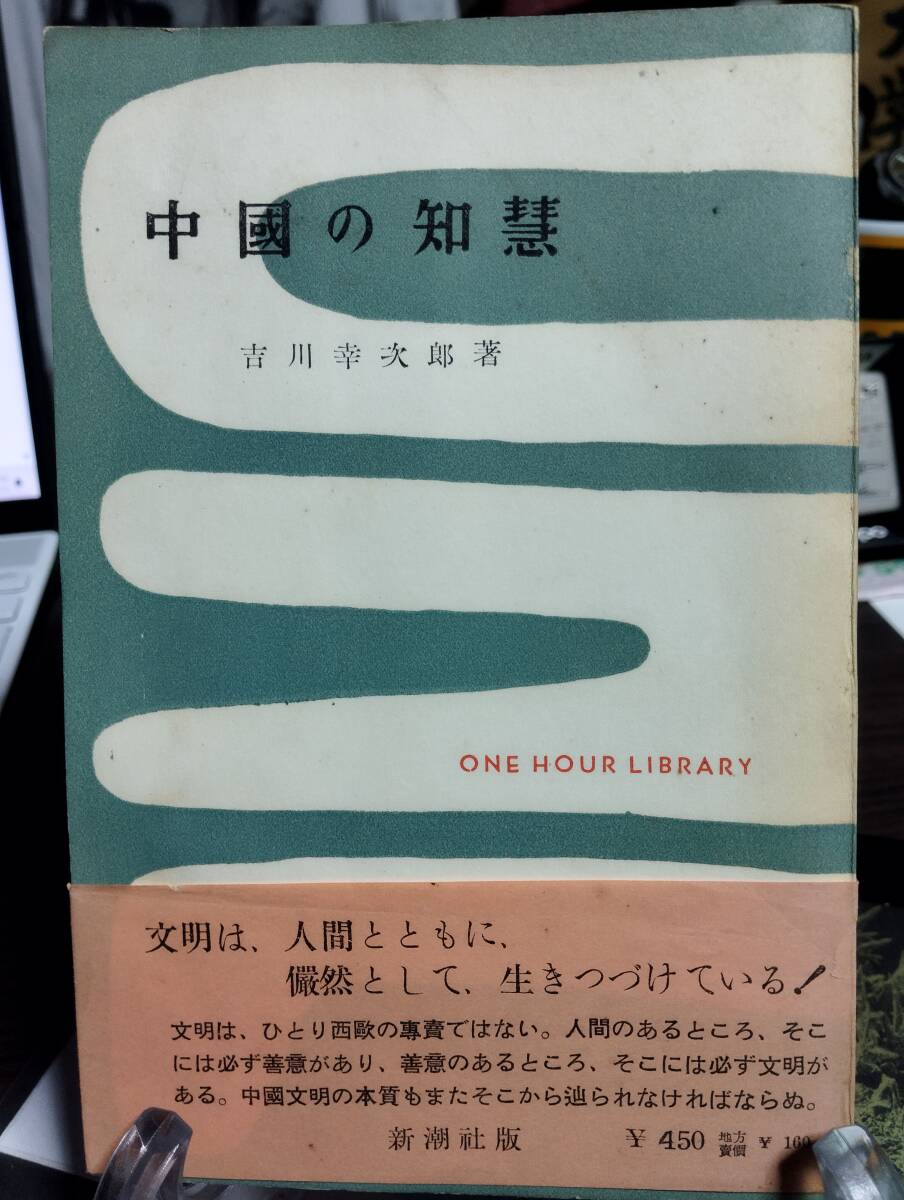 中國の知慧
吉川幸次郎著
ONE HOUR LIBRARY
文明は、人間とともに、
儼然として、生きつづけている!
文明は、ひとり西歐の專賣ではない。人間のあるところ、そこ
には必ず善意があり、善意のあるところ、そこには必ず文明が
ある。中國文明の本質もまたそこから辿られなければならぬ。
新潮社版 ¥450 地方賣價 ¥160